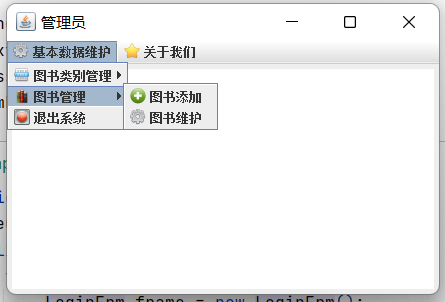 管理员
基本数据维护 关于我们
图书类别管理
图书管理 图书添加
退出系统 图书维护
LoginFrm frame = new LoginFrm();